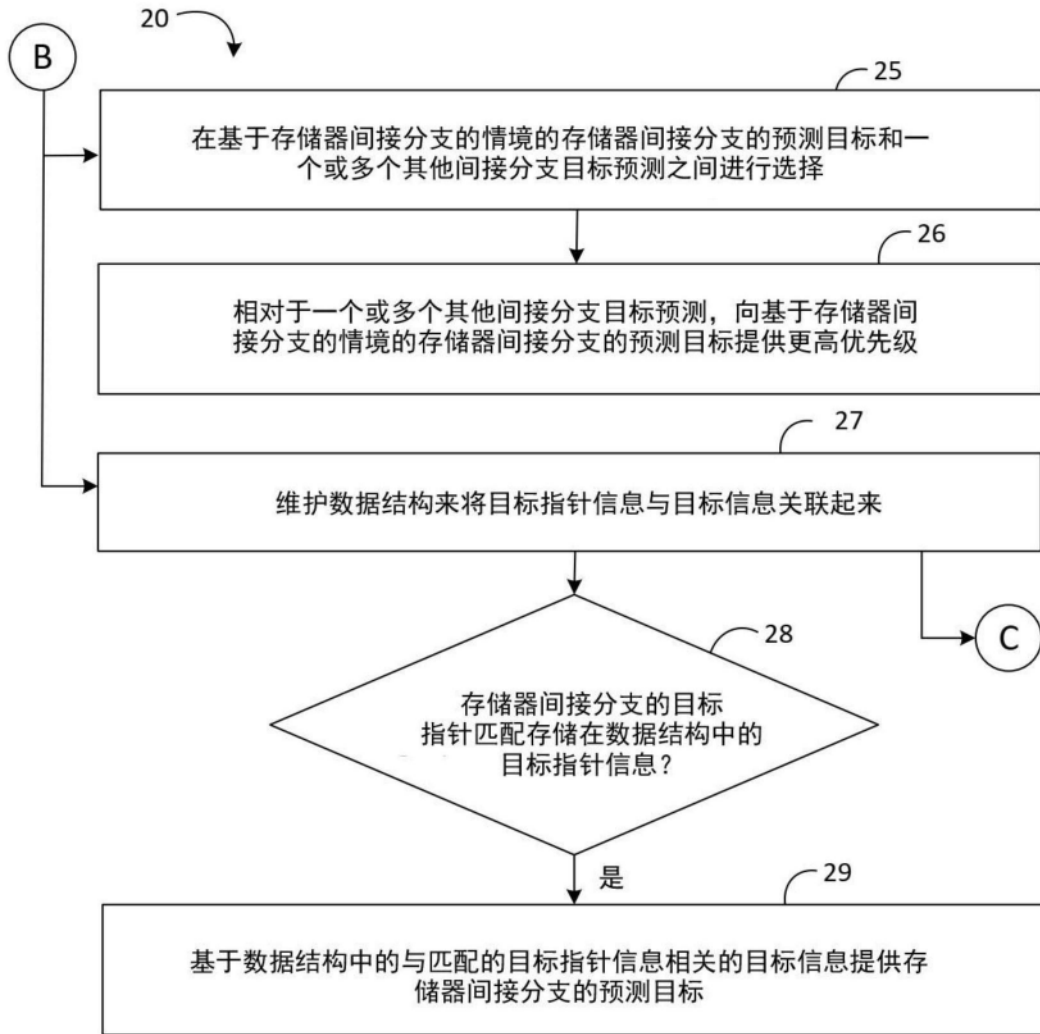 20
B
25
在基于存储器间接分支的情境的存储器间接分支的预测目标和一
个或多个其他间接分支目标预测之间进行选择
26
相对于一个或多个其他间接分支目标预测，向基于存储器间
接分支的情境的存储器间接分支的预测目标提供更高优先级
27
维护数据结构来将目标指针信息与目标信息关联起来
C
28
存储器间接分支的目标
指针匹配存储在数据结构中的
目标指针信息？
是
29
基于数据结构中的与匹配的目标指针信息相关的目标信息提供存
储器间接分支的预测目标